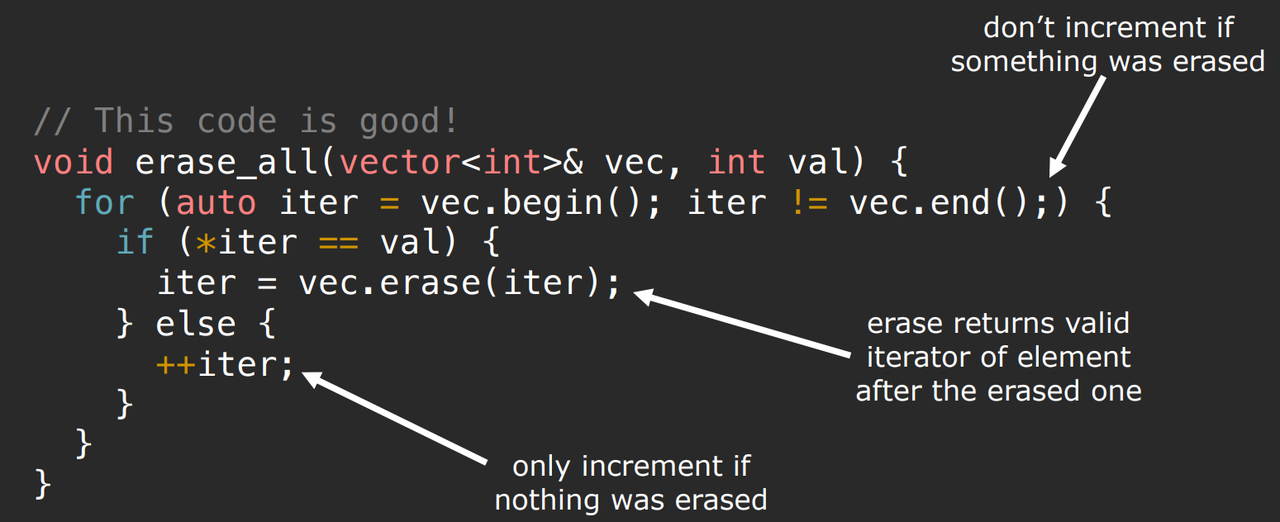 don’t increment if
something was erased
// This code is good!
void erase_all(vector<int>& vec, int val) {
  for (auto iter = vec.begin(); iter != vec.end();) {
    if (*iter == val) {
      iter = vec.erase(iter);
    } else {
      ++iter;
    }
  }
}
erase returns valid
iterator of element
after the erased one
only increment if
nothing was erased